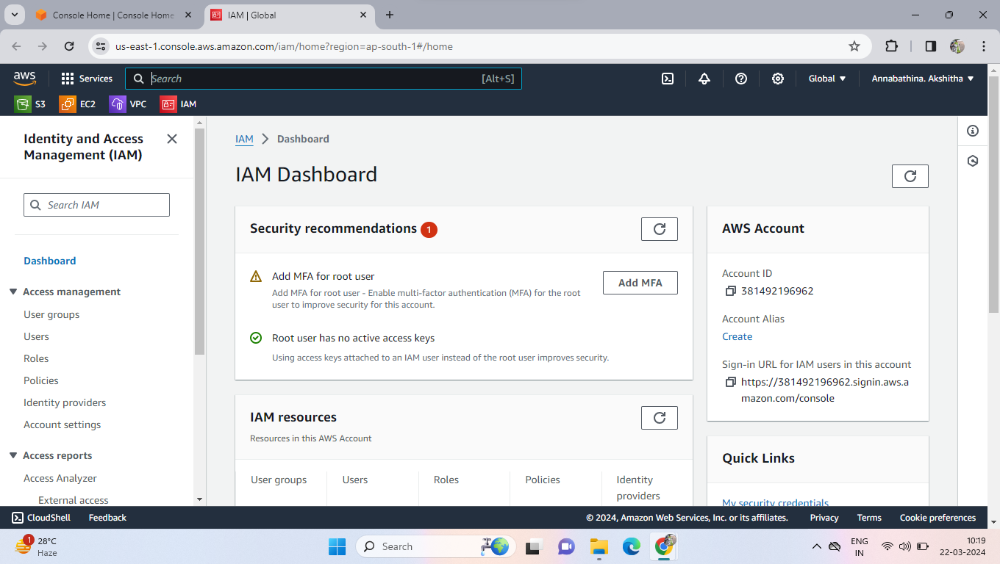 Console Home | Console Home
IAM | Global
us-east-1.console.aws.amazon.com/iam/home?region=ap-south-1#/home
aws
Services
Search
[Alt+S]
Global
Annabathina. Akshitha
S3
EC2
VPC
IAM
Identity and Access
Management (IAM)
Search IAM
Dashboard
Access management
User groups
Users
Roles
Policies
Identity providers
Account settings
Access reports
Access Analyzer
External access
IAM
Dashboard
IAM Dashboard
Security recommendations 1
Add MFA for root user
Add MFA for root user - Enable multi-factor authentication (MFA) for the root
user to improve security for this account.
Add MFA
Root user has no active access keys
Using access keys attached to an IAM user instead of the root user improves security.
IAM resources
Resources in this AWS Account
User groups
Users
Roles
Policies
Identity
providers
AWS Account
Account ID
381492196962
Account Alias
Create
Sign-in URL for IAM users in this account
https://381492196962.signin.aws.a
mazon.com/console
Quick Links
My security credentials
CloudShell
Feedback
© 2024, Amazon Web Services, Inc. or its affiliates.
Privacy
Terms
Cookie preferences
1
28°C
Haze
Search
ENG
IN
10:19
22-03-2024